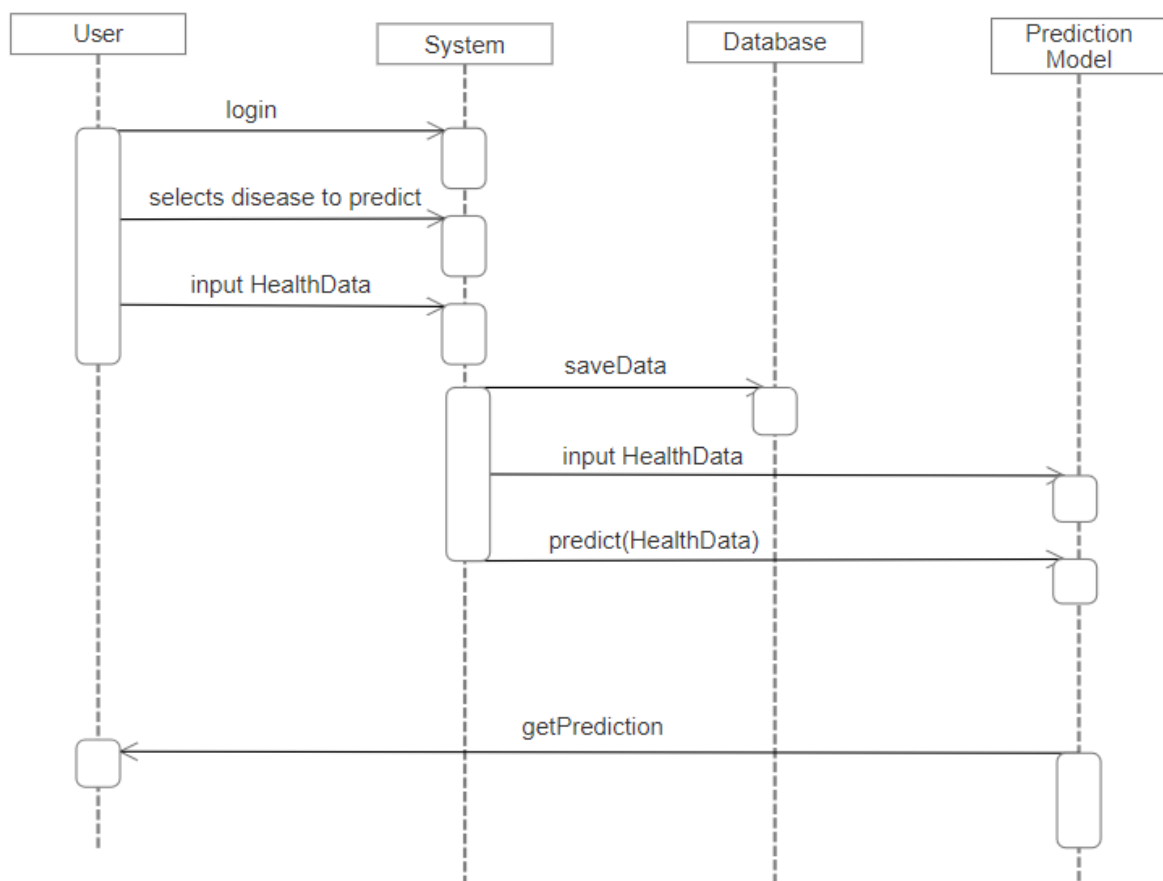 User
System
Database
Prediction
Model
login
selects disease to predict
input HealthData
saveData
input HealthData
predict(HealthData)
getPrediction